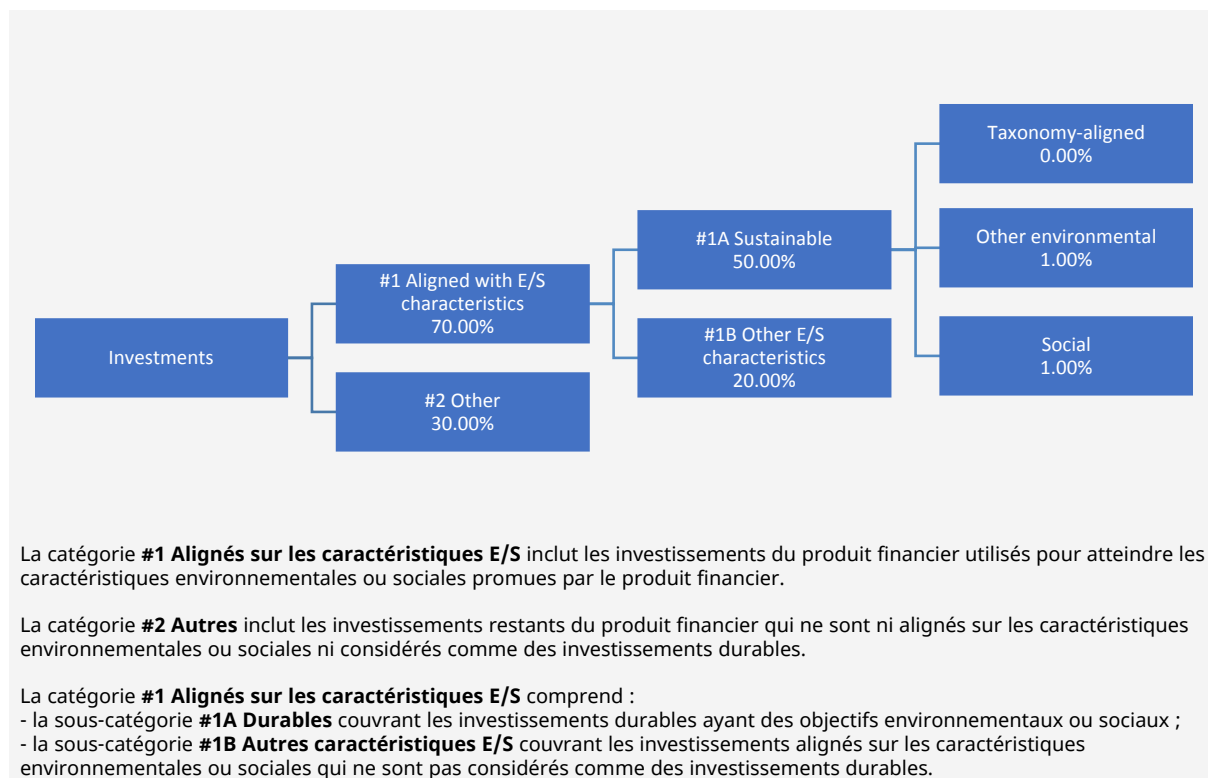 Taxonomy-aligned
0.00%
#1A Sustainable
50.00%
Other environmental
1.00%
#1 Aligned with E/S
characteristics
70.00%
Investments
#1B Other E/S
characteristics
20.00%
Social
1.00%
#2 Other
30.00%
La catégorie #1 Alignés sur les caractéristiques E/S inclut les investissements du produit financier utilisés pour atteindre les
caractéristiques environnementales ou sociales promues par le produit financier.
La catégorie #2 Autres inclut les investissements restants du produit financier qui ne sont ni alignés sur les caractéristiques
environnementales ou sociales ni considérés comme des investissements durables.
La catégorie #1 Alignés sur les caractéristiques E/S comprend :
- la sous-catégorie #1A Durables couvrant les investissements durables ayant des objectifs environnementaux ou sociaux ;
- la sous-catégorie #1B Autres caractéristiques E/S couvrant les investissements alignés sur les caractéristiques
environnementales ou sociales qui ne sont pas considérés comme des investissements durables.